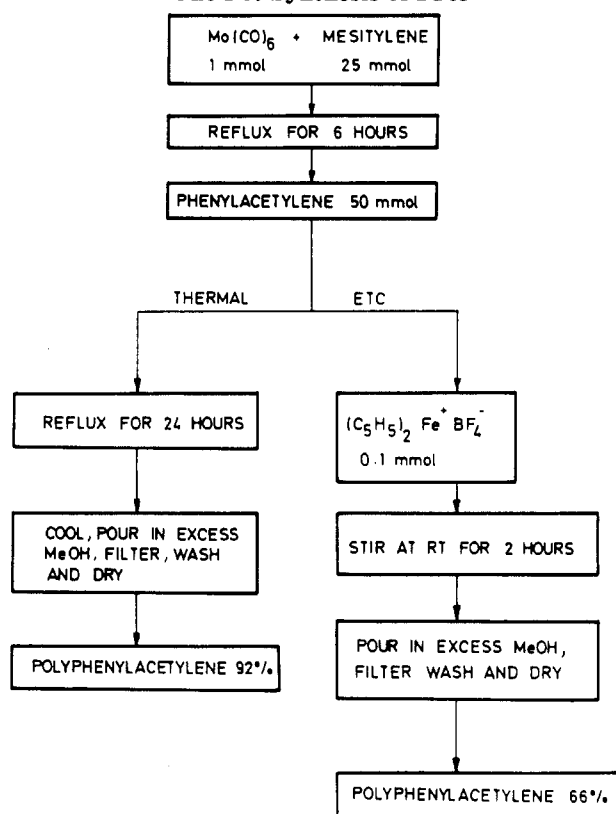 Mo(CO)6 + MESITYLENE
1 mmol 25 mmol
REFLUX FOR 6 HOURS
PHENYLACETYLENE 50 mmol
THERMAL ETC
REFLUX FOR 24 HOURS
COOL, POUR IN EXCESS
MeOH, FILTER, WASH
AND DRY
POLYPHENYLACETYLENE 92%
(C5H5)2 Fe+ BF4-
0.1 mmol
STIR AT RT FOR 2 HOURS
POUR IN EXCESS MeOH,
FILTER WASH AND DRY
POLYPHENYLACETYLENE 66%